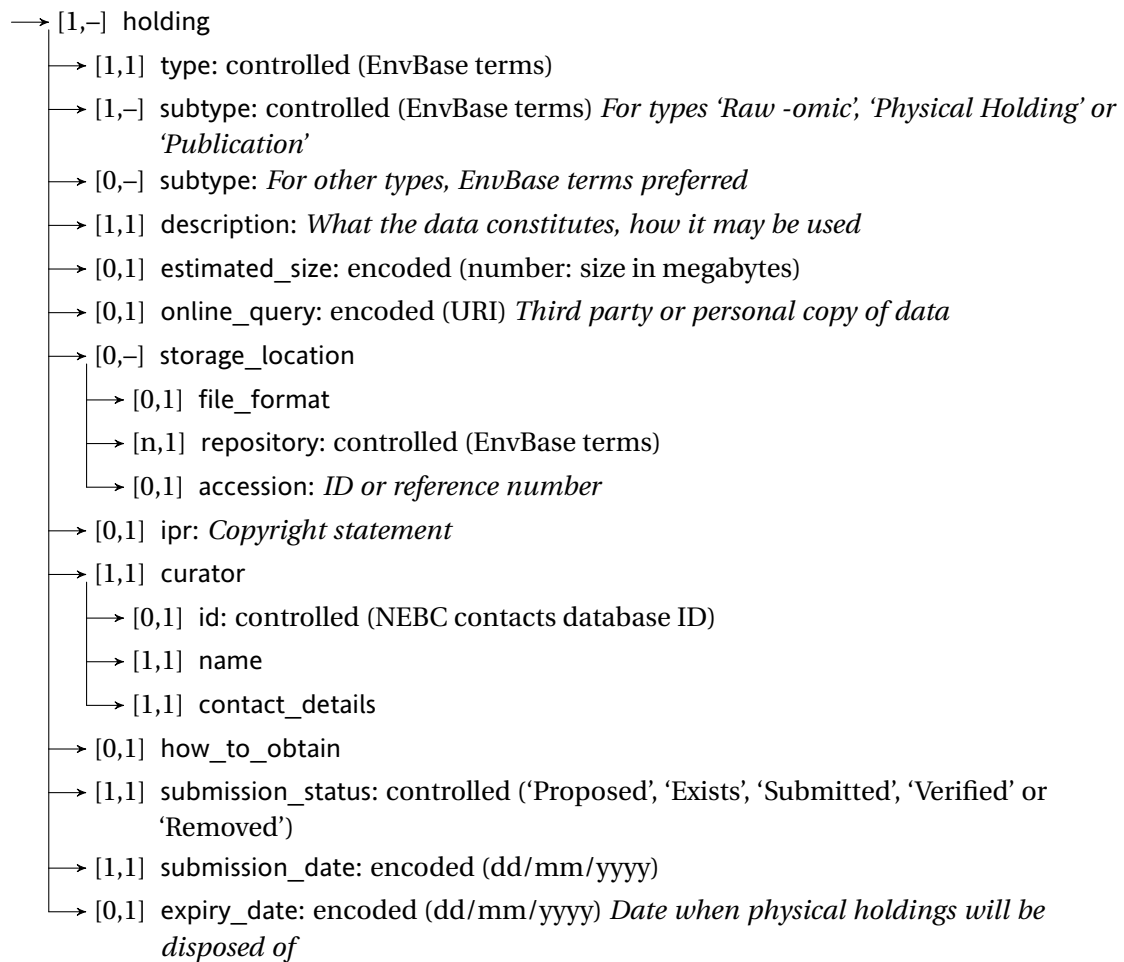 [1,–] holding
[1,1] type: controlled (EnvBase terms)
[1,–] subtype: controlled (EnvBase terms) For types ‘Raw -omic’, ‘Physical Holding’ or
‘Publication’
[0,–] subtype: For other types, EnvBase terms preferred
[1,1] description: What the data constitutes, how it may be used
[0,1] estimated_size: encoded (number: size in megabytes)
[0,1] online_query: encoded (URI) Third party or personal copy of data
[0,–] storage_location
[0,1] file_format
[n,1] repository: controlled (EnvBase terms)
[0,1] accession: ID or reference number
[0,1] ipr: Copyright statement
[1,1] curator
[0,1] id: controlled (NEBC contacts database ID)
[1,1] name
[1,1] contact_details
[0,1] how_to_obtain
[1,1] submission_status: controlled (‘Proposed’, ‘Exists’, ‘Submitted’, ‘Verified’ or
‘Removed’)
[1,1] submission_date: encoded (dd/mm/yyyy)
[0,1] expiry_date: encoded (dd/mm/yyyy) Date when physical holdings will be
disposed of